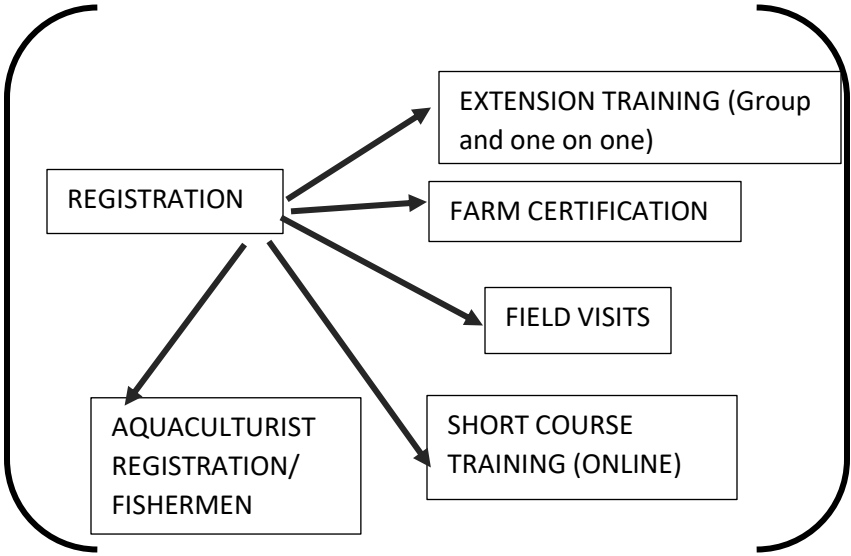 EXTENSION TRAINING (Group
and one on one)
REGISTRATION
FARM CERTIFICATION
FIELD VISITS
AQUACULTURIST
REGISTRATION/
FISHERMEN
SHORT COURSE
TRAINING (ONLINE)